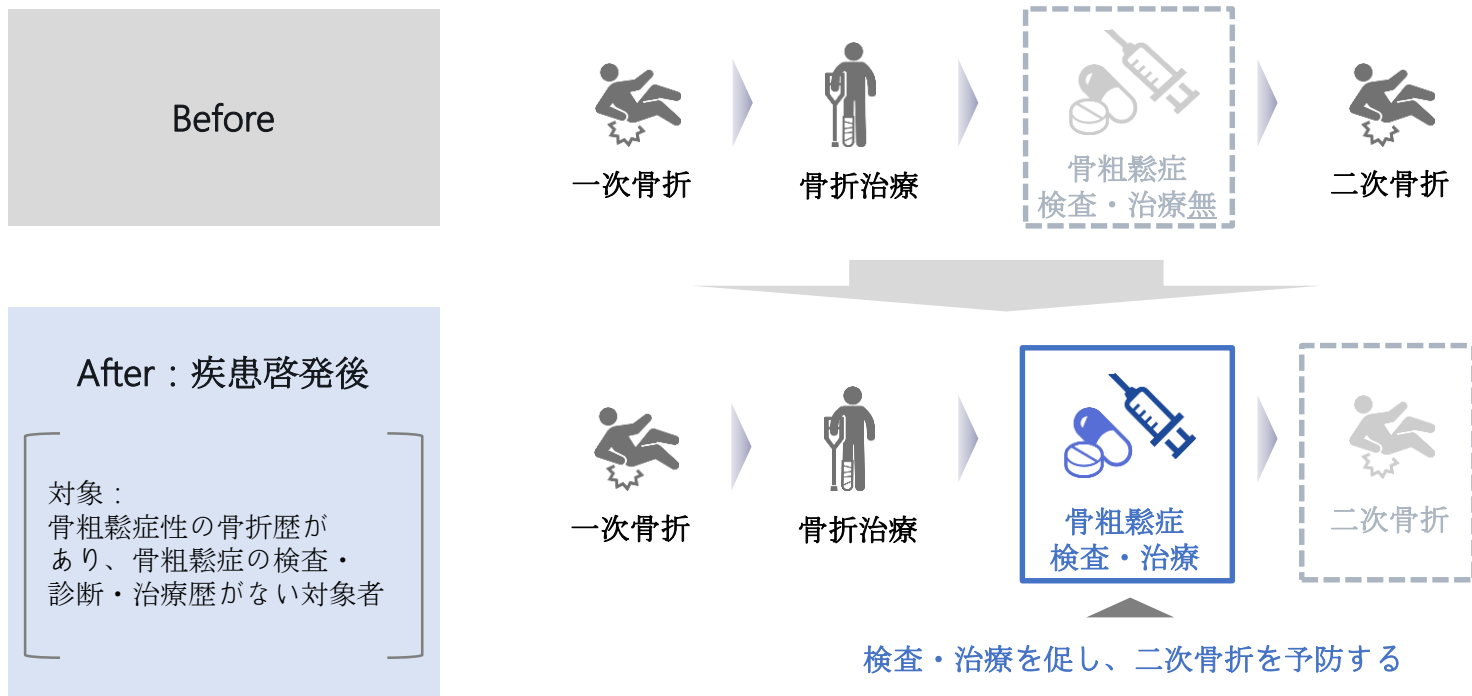 Before
一次骨折
骨折治療
骨粗鬆症
検査・治療無
二次骨折
After：疾患啓発後
対象：
骨粗鬆症性の骨折歴が
あり、骨粗鬆症の検査・
診断・治療歴がない対象者
一次骨折
骨折治療
骨粗鬆症
検査・治療
二次骨折
検査・治療を促し、二次骨折を予防する